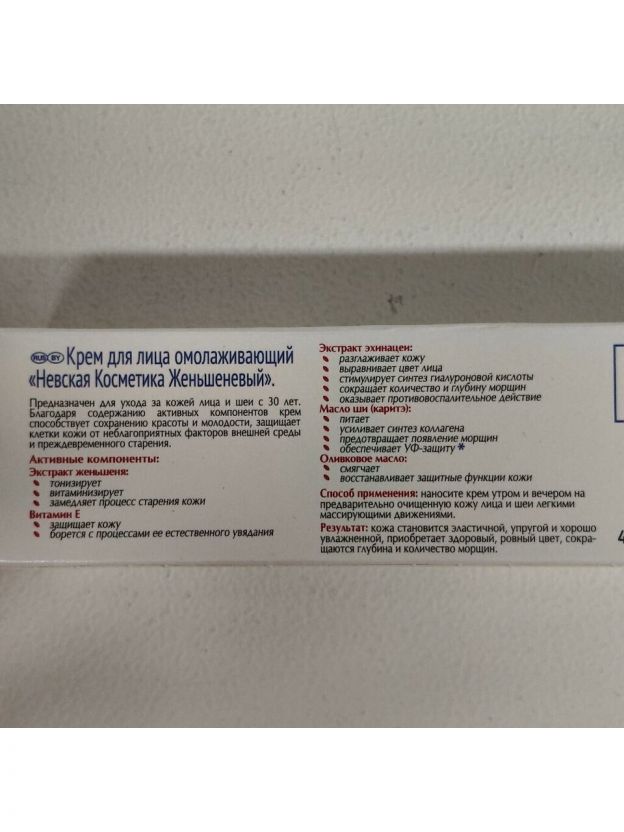 RUS BY Крем для лица омолаживающий
«Невская Косметика Женьшеневый».
Предназначен для ухода за кожей лица и шеи с 30 лет.
Благодаря содержанию активных компонентов крем
способствует сохранению красоты и молодости, защищает
клетки кожи от неблагоприятных факторов внешней среды
и преждевременного старения.
Активные компоненты:
Экстракт женьшеня:
• тонизирует
• витаминизирует
• замедляет процесс старения кожи
Витамин Е
• защищает кожу
• борется с процессами ее естественного увядания
Экстракт эхинацеи:
• разглаживает кожу
• выравнивает цвет лица
• стимулирует синтез гиалуроновой кислоты
• сокращает количество и глубину морщин
• оказывает противовоспалительное действие
Масло ши (каритэ):
• питает
• усиливает синтез коллагена
• предотвращает появление морщин
• обеспечивает УФ-защиту *
Оливковое масло:
• смягчает
• восстанавливает защитные функции кожи
Способ применения: наносите крем утром и вечером на
предварительно очищенную кожу лица и шеи легкими
массирующими движениями.
Результат: кожа становится эластичной, упругой и хорошо
увлажненной, приобретает здоровый, ровный цвет, сокра-
щаются глубина и количество морщин.
4